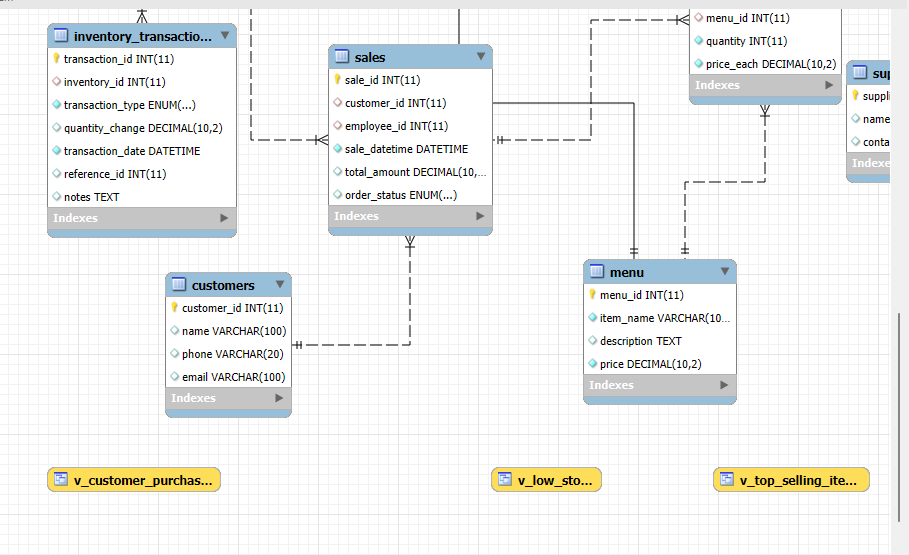 menu_id INT(11)
quantity INT(11)
price_each DECIMAL(10,2)
Indexes
inventory_transactio...
transaction_id INT(11)
inventory_id INT(11)
transaction_type ENUM(...)
quantity_change DECIMAL(10,2)
transaction_date DATETIME
reference_id INT(11)
notes TEXT
Indexes
sales
sale_id INT(11)
customer_id INT(11)
employee_id INT(11)
sale_datetime DATETIME
total_amount DECIMAL(10,...
order_status ENUM(...)
Indexes
sup
suppli
name
conta
Indexe
customers
customer_id INT(11)
name VARCHAR(100)
phone VARCHAR(20)
email VARCHAR(100)
Indexes
menu
menu_id INT(11)
item_name VARCHAR(10...
description TEXT
price DECIMAL(10,2)
Indexes
v_customer_purchas...
v_low_sto...
v_top_selling_ite...